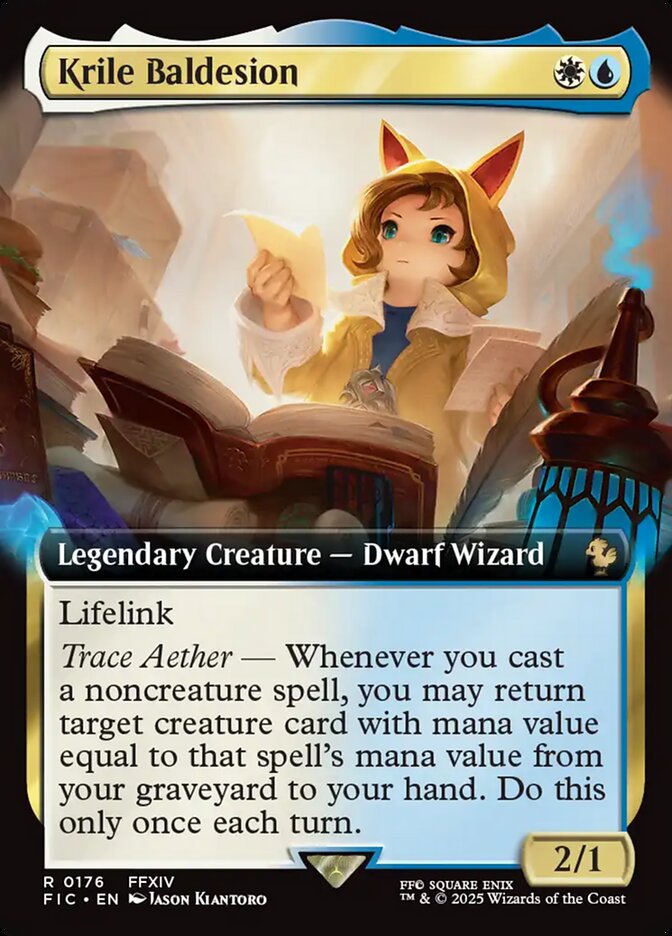 Krile Baldesion
Legendary Creature — Dwarf Wizard
Lifelink
Trace Aether — Whenever you cast
a noncreature spell, you may return
target creature card with mana value
equal to that spell's mana value from
your graveyard to your hand. Do this
only once each turn.
2/1
R 0176 FFXIV
FIC • EN Jason Kiantoro
FF© SQUARE ENIX
™ & © 2025 Wizards of the Coast